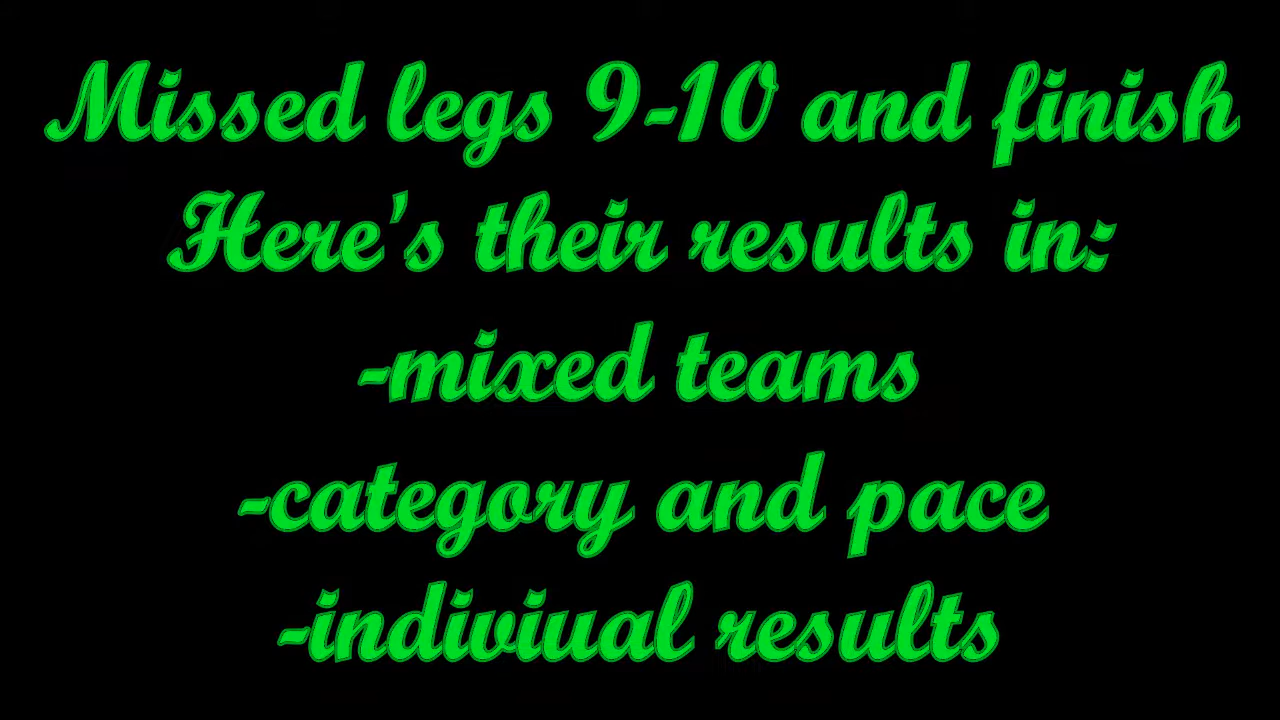 Missed legs 9-10 and finish
Here's their results in:
-mixed teams
-category and pace
-indiviual results